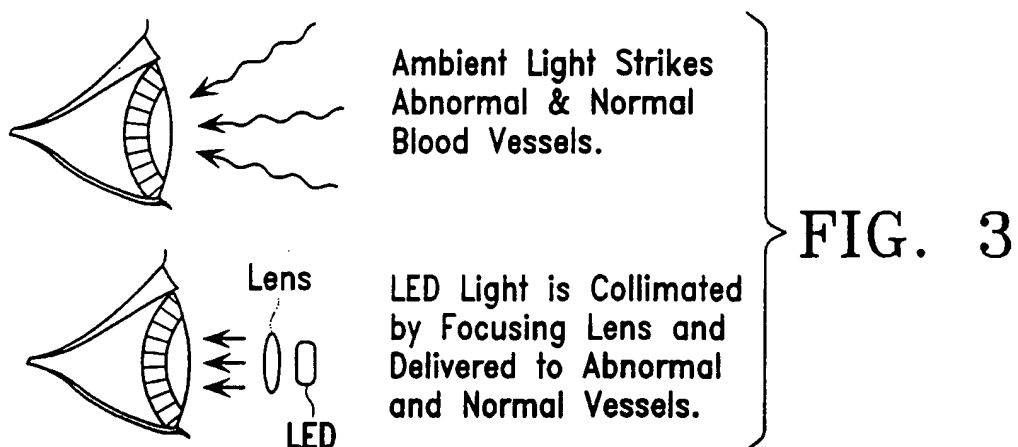 Ambient Light Strikes
Abnormal & Normal
Blood Vessels.
FIG. 3
Lens
LED
LED Light is Collimated
by Focusing Lens and
Delivered to Abnormal
and Normal Vessels.